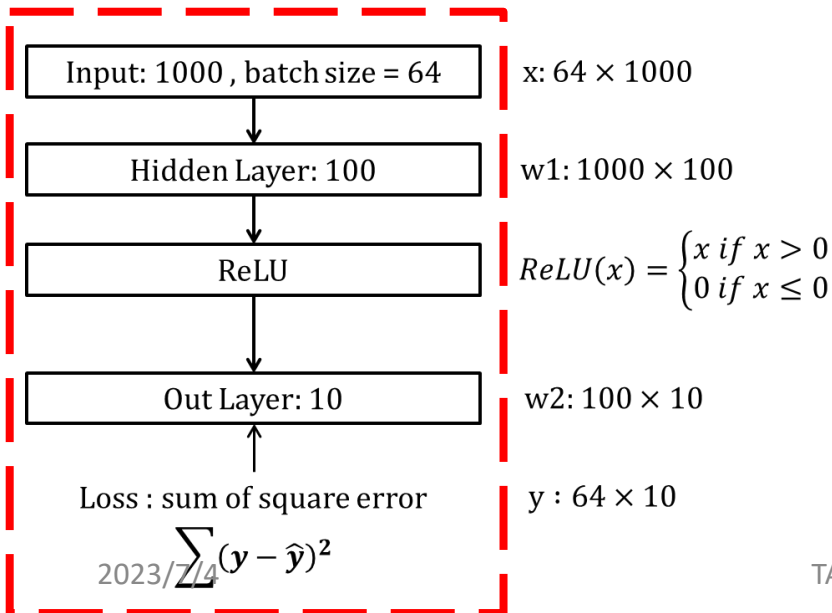 Input: 1000 , batch size = 64
x: 64 × 1000
Hidden Layer: 100
w1: 1000 × 100
ReLU
ReLU(x) = {x if x > 0
0 if x ≤ 0
Out Layer: 10
w2: 100 × 10
Loss : sum of square error
y : 64 × 10
∑(y − ŷ)²
2023/7/4
TA